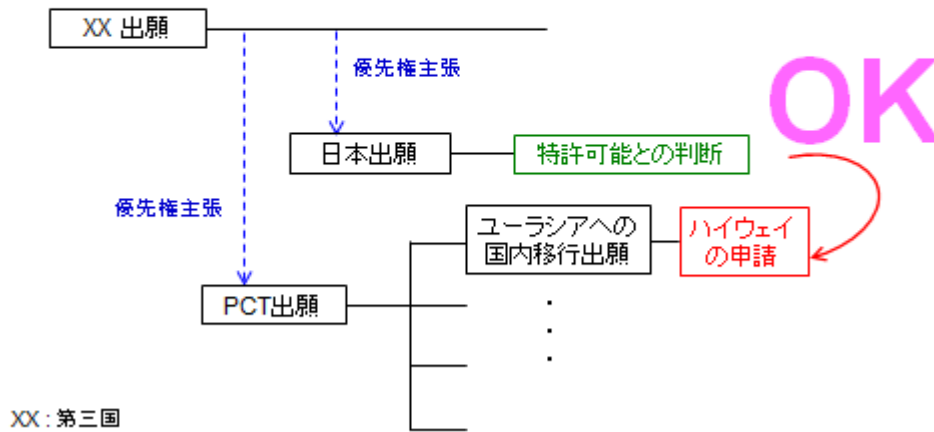 XX 出願
優先権主張
OK
日本出願
特許可能との判断
優先権主張
ユーラシアへの
国内移行出願
ハイウェイ
の申請
PCT出願
XX : 第三国